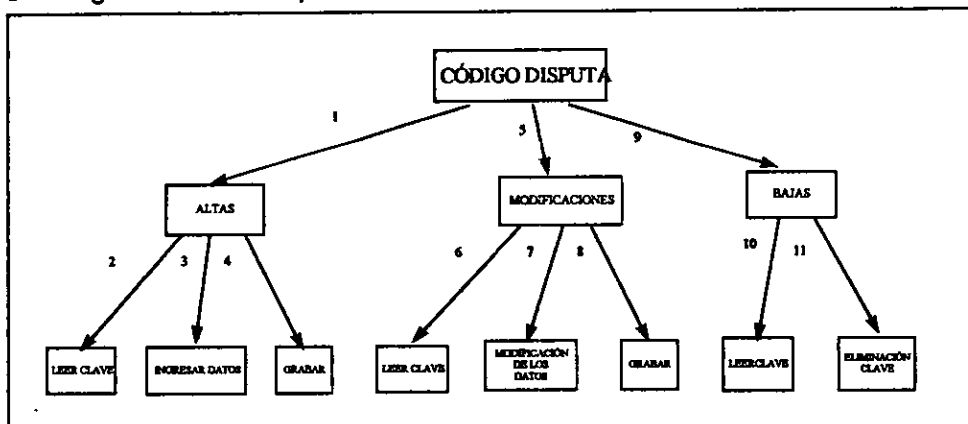 CÓDIGO DISPUTA
1
5
9
ALTAS
MODIFICACIONES
BAJAS
2
3
4
6
7
8
10
11
LEER CLAVE
INGRESAR DATOS
GRABAR
LEER CLAVE
MODIFICACIÓN
DE LOS
DATOS
GRABAR
LEERCLAVE
ELIMINACIÓN
CLAVE